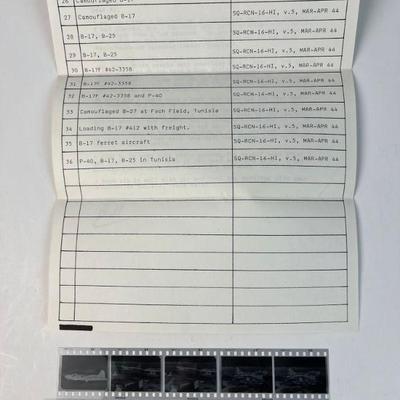 26 Camouflaged B-17
27 Camouflaged B-17 SQ-RCN-16-HI, v.5, MAR-APR 44
28 B-17, B-25 SQ-RCN-16-HI, v.5, MAR-APR 44
29 B-17, B-25 SQ-RCN-16-HI, v.5, MAR-APR 44
30 B-17F #42-3358 SQ-RCN-16-HI, v.5, MAR-APR 44
31 B-17F #42-3358 SQ-RCN-16-HI, v.5, MAR-APR 44
32 B-17F #42-3358 and P-40 SQ-RCN-16-HI, v.5, MAR-APR 44
33 Camouflaged B-27 at Foch Field, Tunisia SQ-RCN-16-HI, v.5, MAR-APR 44
34 Loading B-17 #412 with freight. SQ-RCN-16-HI, v.5, MAR-APR 44
35 B-17 ferret aircraft SQ-RCN-16-HI, v.5, MAR-APR 44
36 P-40, B-17, B-25 in Tunisia SQ-RCN-16-HI, v.5, MAR-APR 44